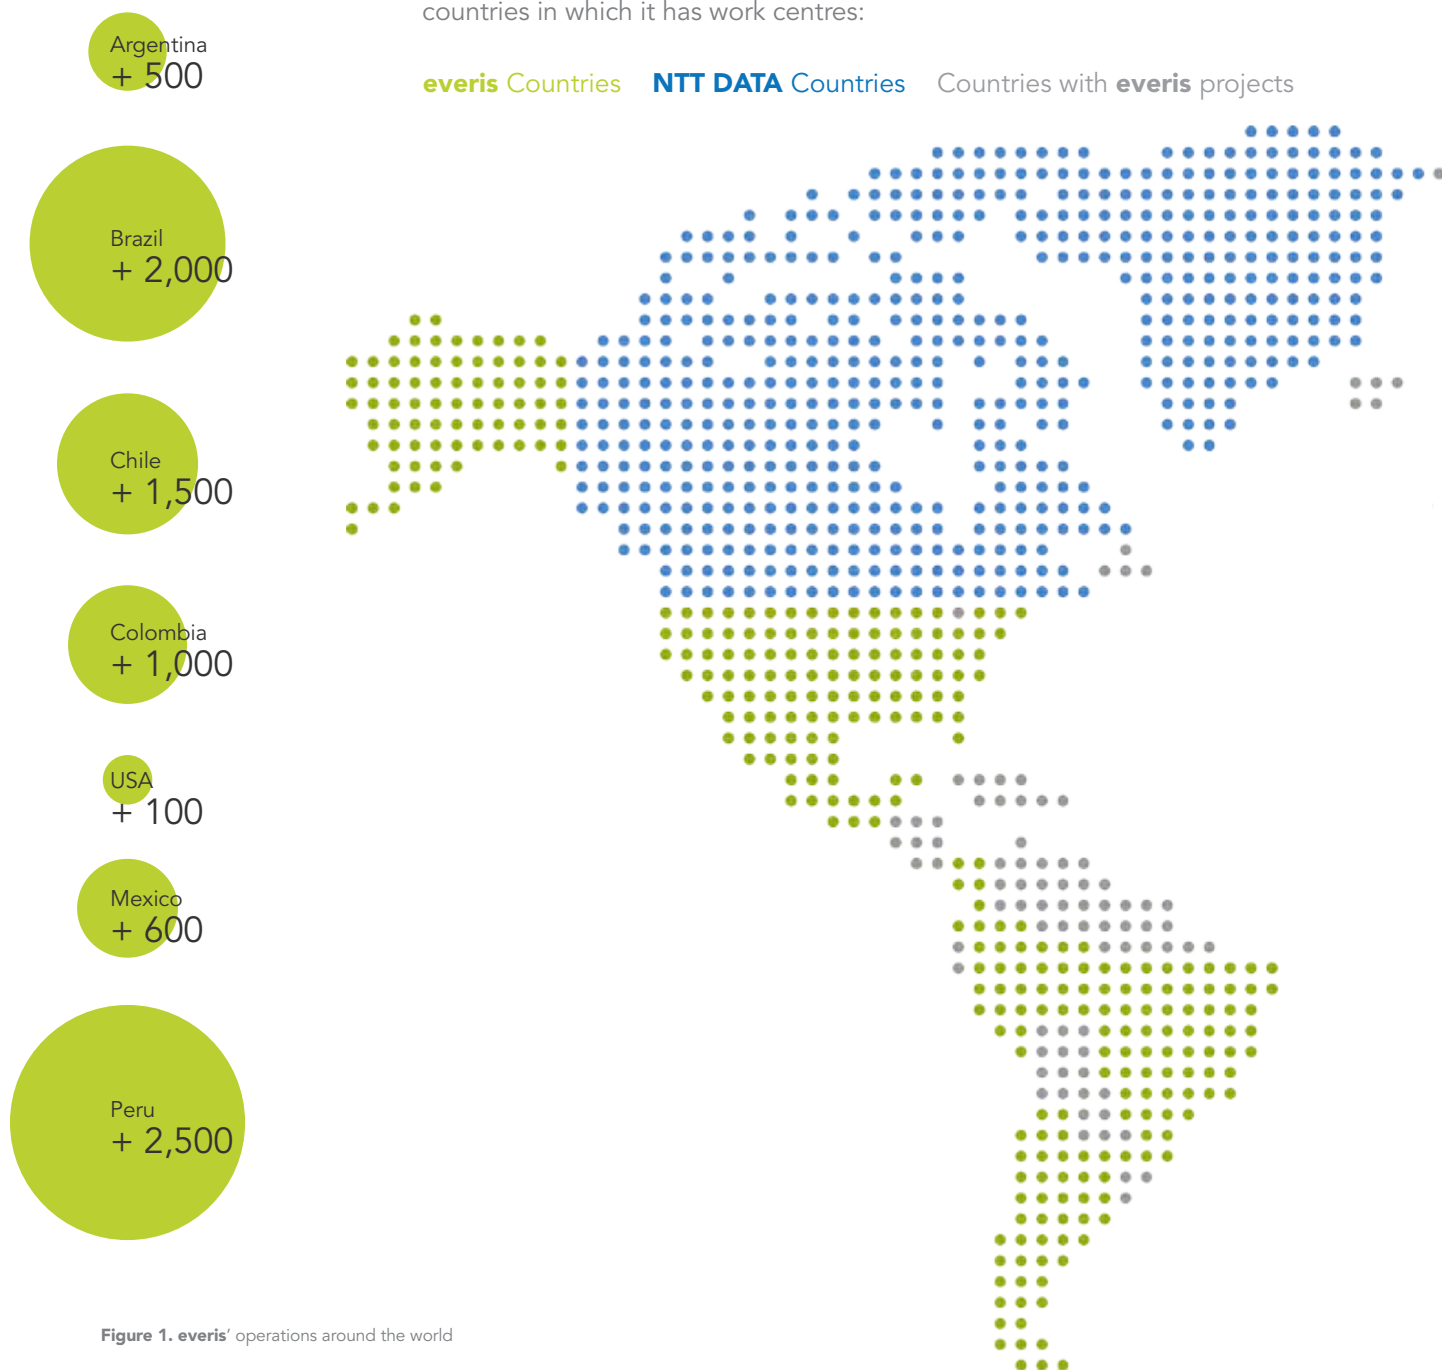 countries in which it has work centres:
everis Countries NTT DATA Countries Countries with everis projects
Argentina
+ 500
Brazil
+ 2,000
Chile
+ 1,500
Colombia
+ 1,000
USA
+ 100
Mexico
+ 600
Peru
+ 2,500
Figure 1. everis’ operations around the world